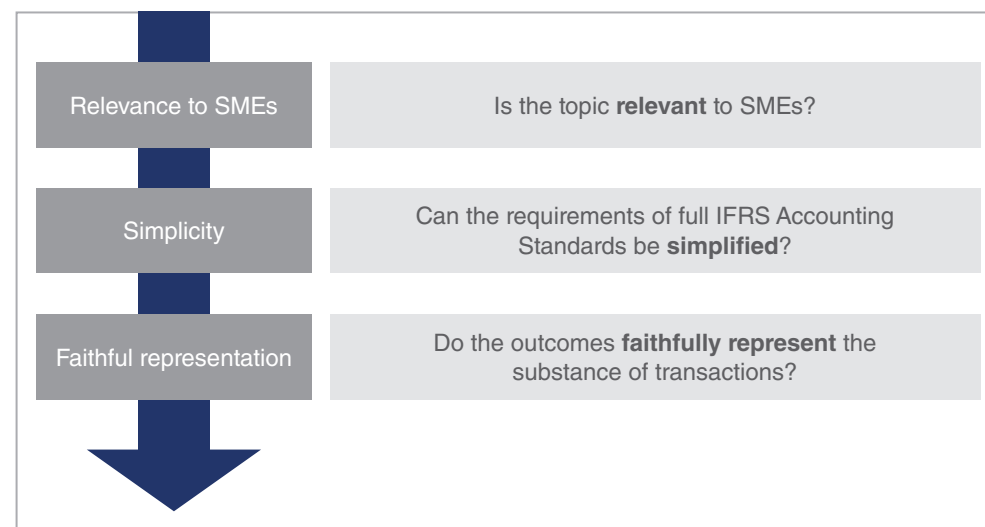 Relevance to SMEs
Is the topic relevant to SMEs?
Simplicity
Can the requirements of full IFRS Accounting
Standards be simplified?
Faithful representation
Do the outcomes faithfully represent the
substance of transactions?